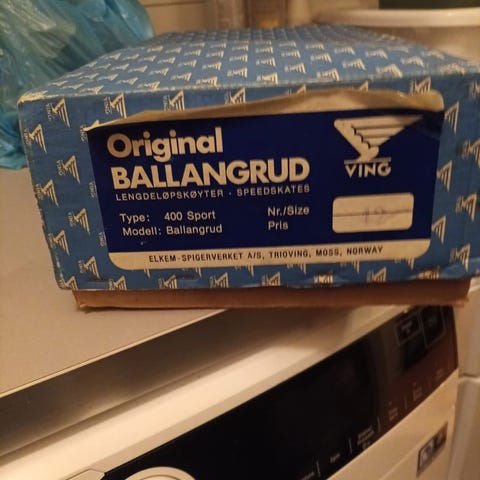 Original
BALLANGRUD
LENGDELØPSKØYTER - SPEEDSKATES
Type: 400 Sport
Modell: Ballangrud
Nr./Size
Pris
VING
ELKEM-SPIGERVERKET A/S, TRIOVING, MOSS, NORWAY